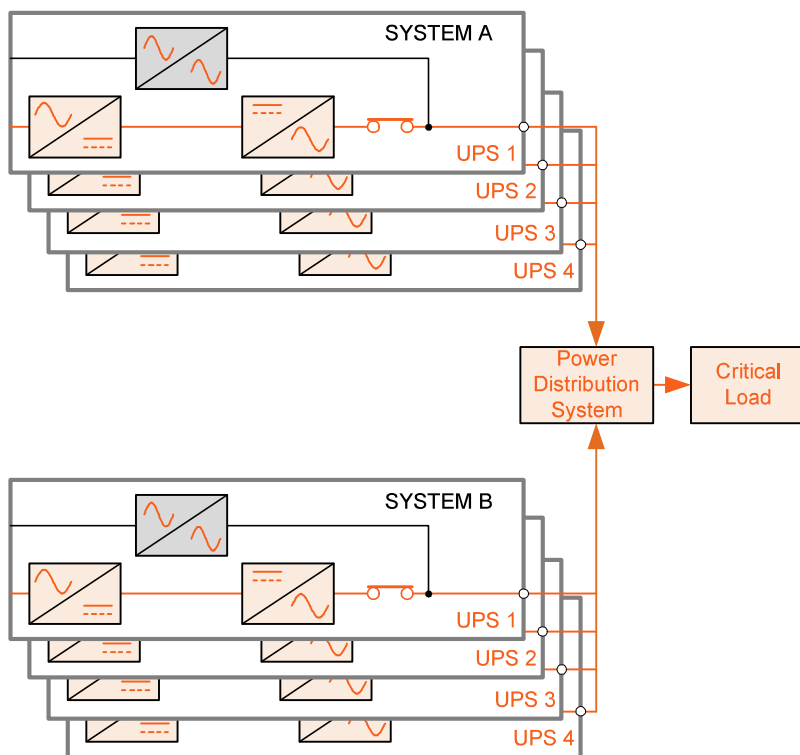 SYSTEM A
UPS 1
UPS 2
UPS 3
UPS 4
Power
Distribution
System
Critical
Load
SYSTEM B
UPS 1
UPS 2
UPS 3
UPS 4